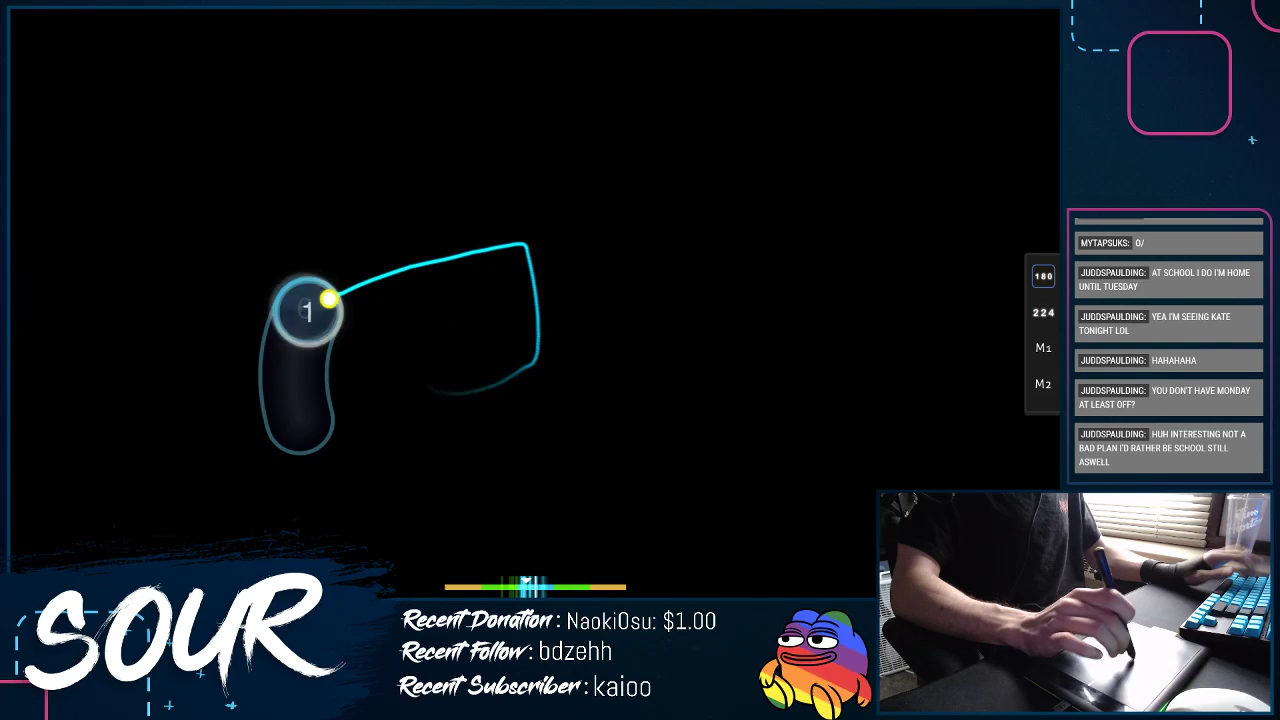 1
180
224
M1
M2
MYTAPSUKS: O/
JUDDSPAULDING: AT SCHOOL I DO I'M HOME
UNTIL TUESDAY
JUDDSPAULDING: YEA I'M SEEING KATE
TONIGHT LOL
JUDDSPAULDING: HAHAHAHA
JUDDSPAULDING: YOU DON'T HAVE MONDAY
AT LEAST OFF?
JUDDSPAULDING: HUH INTERESTING NOT A
BAD PLAN I'D RATHER BE SCHOOL STILL
ASWELL
SOUR
Recent Donation: NaokiOsu: $1.00
Recent Follow: bdzehh
Recent Subscriber: kaioo